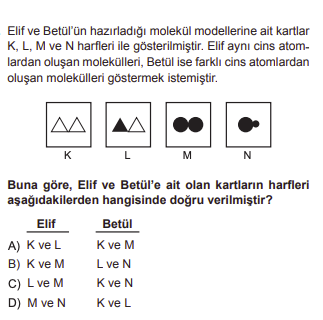 Elif ve Betül'ün hazırladığı molekül modellerine ait kartlar
K, L, M ve N harfleri ile gösterilmiştir. Elif aynı cins atom-
lardan oluşan molekülleri, Betül ise farklı cins atomlardan
oluşan molekülleri göstermek istemiştir.
K L M N
Buna göre, Elif ve Betül'e ait olan kartların harfleri
aşağıdakilerden hangisinde doğru verilmiştir?
Elif Betül
A) K ve L K ve M
B) K ve M L ve N
C) L ve M K ve N
D) M ve N K ve L